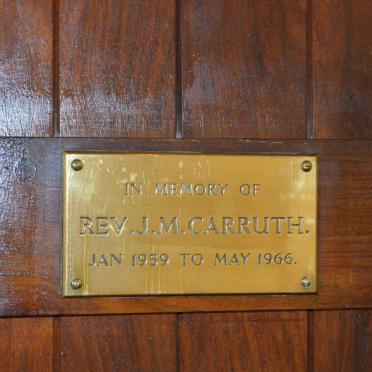 IN MEMORY OF
REV. J. M. CARRUTH.
JAN 1959 TO MAY 1966.